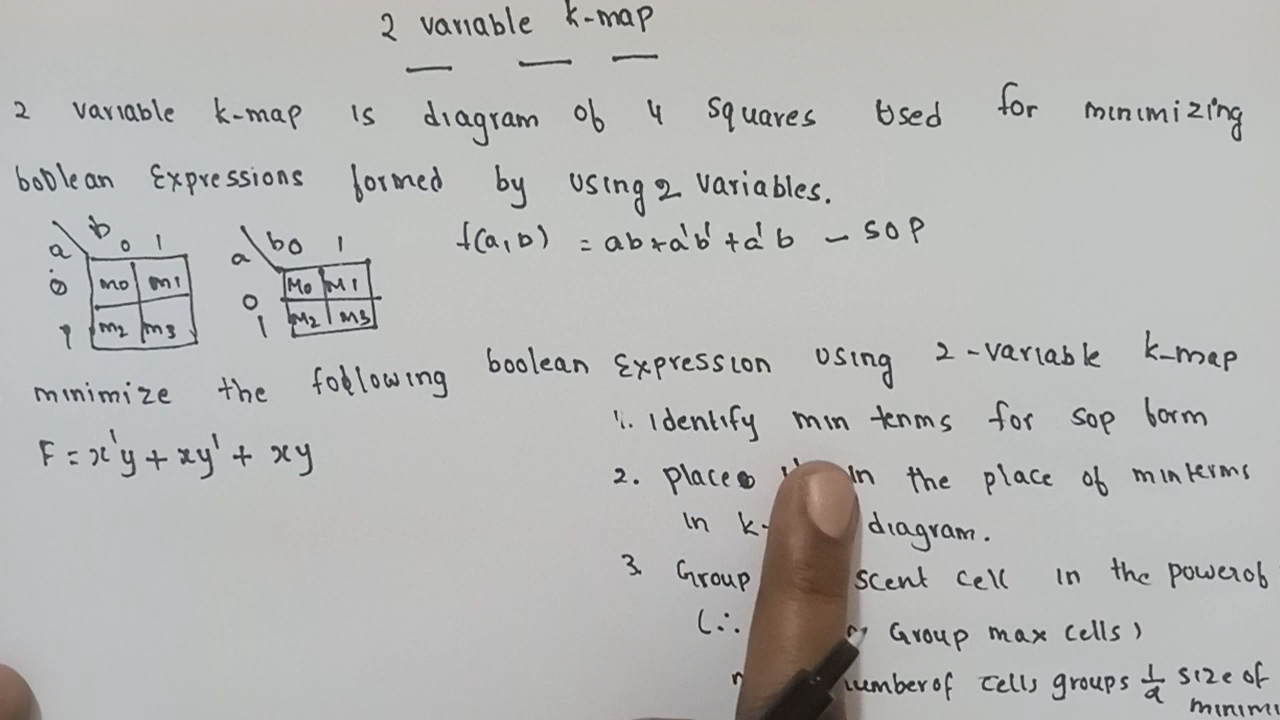 2 variable k-map
2 variable k-map is diagram of 4 squares used for minimizing
boolean Expressions formed by using 2 variables.
a b 0 1
0 m0 m1
1 m2 m3
a b 0 1
0 M0 M1
1 M2 M3
f(a,b) = ab+a'b'+a'b - SOP
minimize the following boolean Expression using 2-variable k-map
F = x'y + xy' + xy
1. Identify min terms for sop form
2. place in the place of minterms
in k- diagram.
3. Group scent cell in the power of
(∴ Group max cells)
number of cells groups size of
minimi